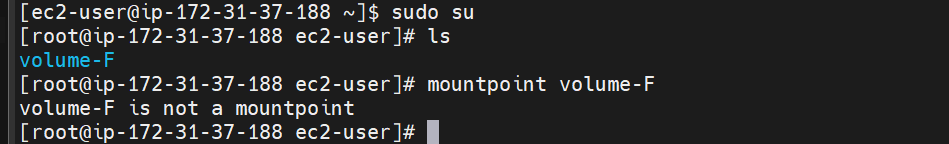 [ec2-user@ip-172-31-37-188 ~]$ sudo su
[root@ip-172-31-37-188 ec2-user]# ls
volume-F
[root@ip-172-31-37-188 ec2-user]# mountpoint volume-F
volume-F is not a mountpoint
[root@ip-172-31-37-188 ec2-user]#